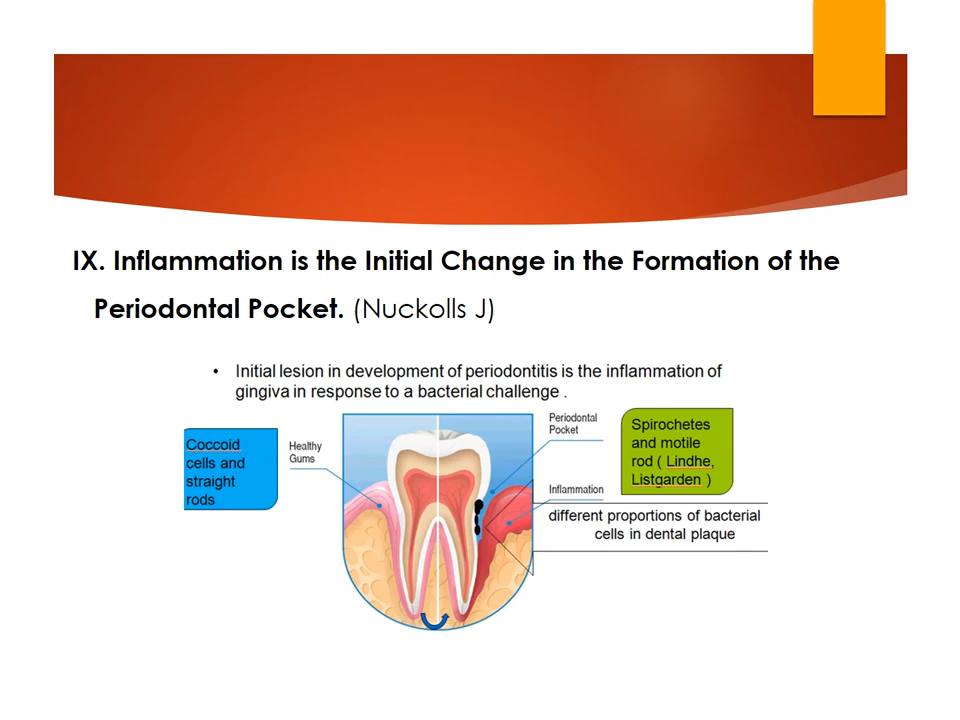 IX. Inflammation is the Initial Change in the Formation of the
Periodontal Pocket. (Nuckolls J)
• Initial lesion in development of periodontitis is the inflammation of
gingiva in response to a bacterial challenge .
Coccoid
cells and
straight
rods
Healthy
Gums
Periodontal
Pocket
Spirochetes
and motile
rod ( Lindhe,
Listgarden )
Inflammation
different proportions of bacterial
cells in dental plaque